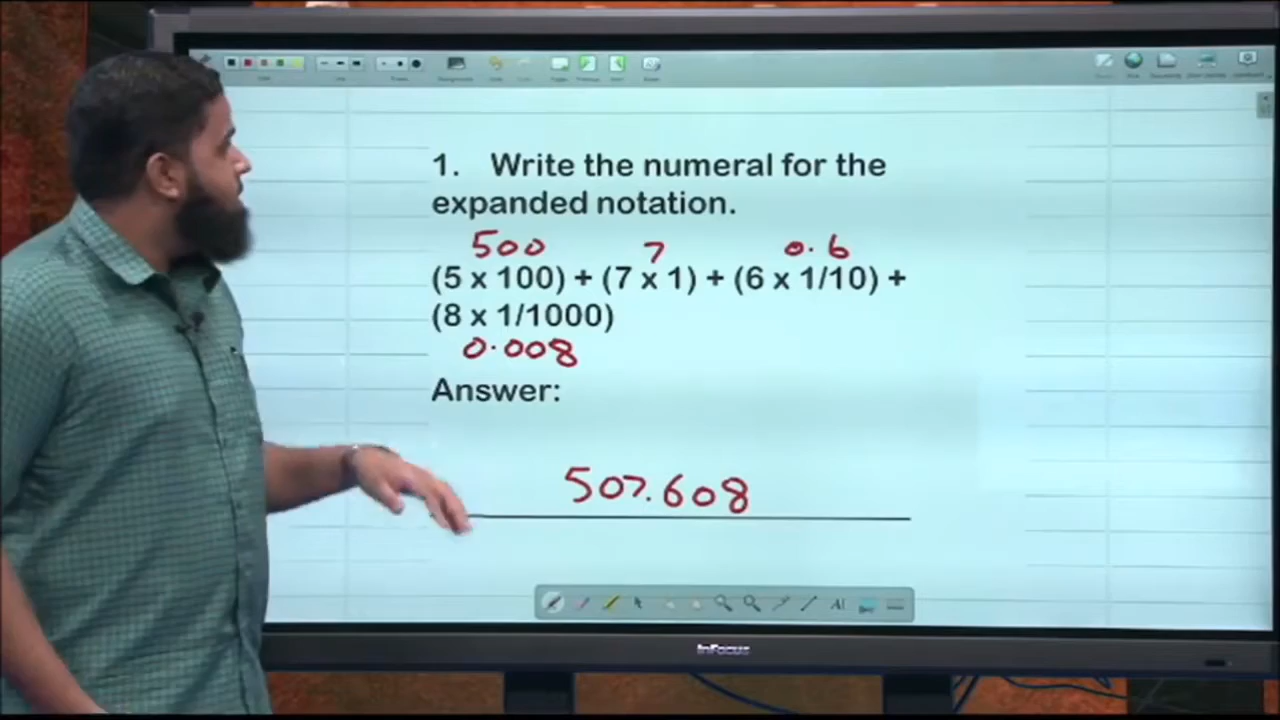 1. Write the numeral for the
expanded notation.
500 7 0.6
(5 x 100) + (7 x 1) + (6 x 1/10) +
(8 x 1/1000)
0.008
Answer:
507.608
AI
InFocus